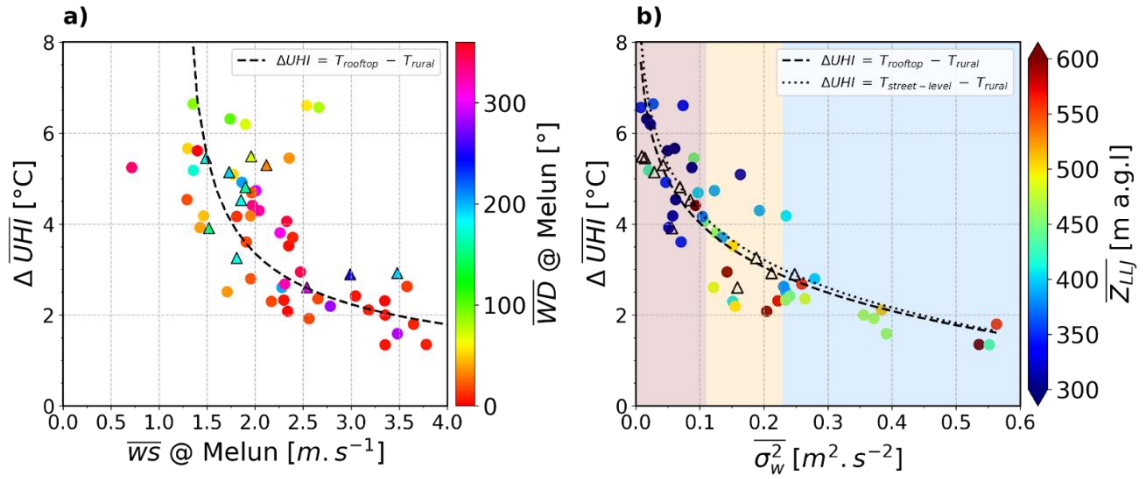 a)
ΔUHI = T_rooftop − T_rural
8
6
4
2
0
0.0 0.5 1.0 1.5 2.0 2.5 3.0 3.5 4.0
Δ UHI [°C]
WS @ Melun [m.s⁻¹]
300
200
100
0
WD @ Melun [°]
b)
ΔUHI = T_rooftop − T_rural
ΔUHI = T_street−level − T_rural
8
6
4
2
0
0.0 0.1 0.2 0.3 0.4 0.5 0.6
Δ UHI [°C]
σ_w² [m².s⁻²]
600
550
500
450
400
350
300
Z_LLJ [m a.g.l]